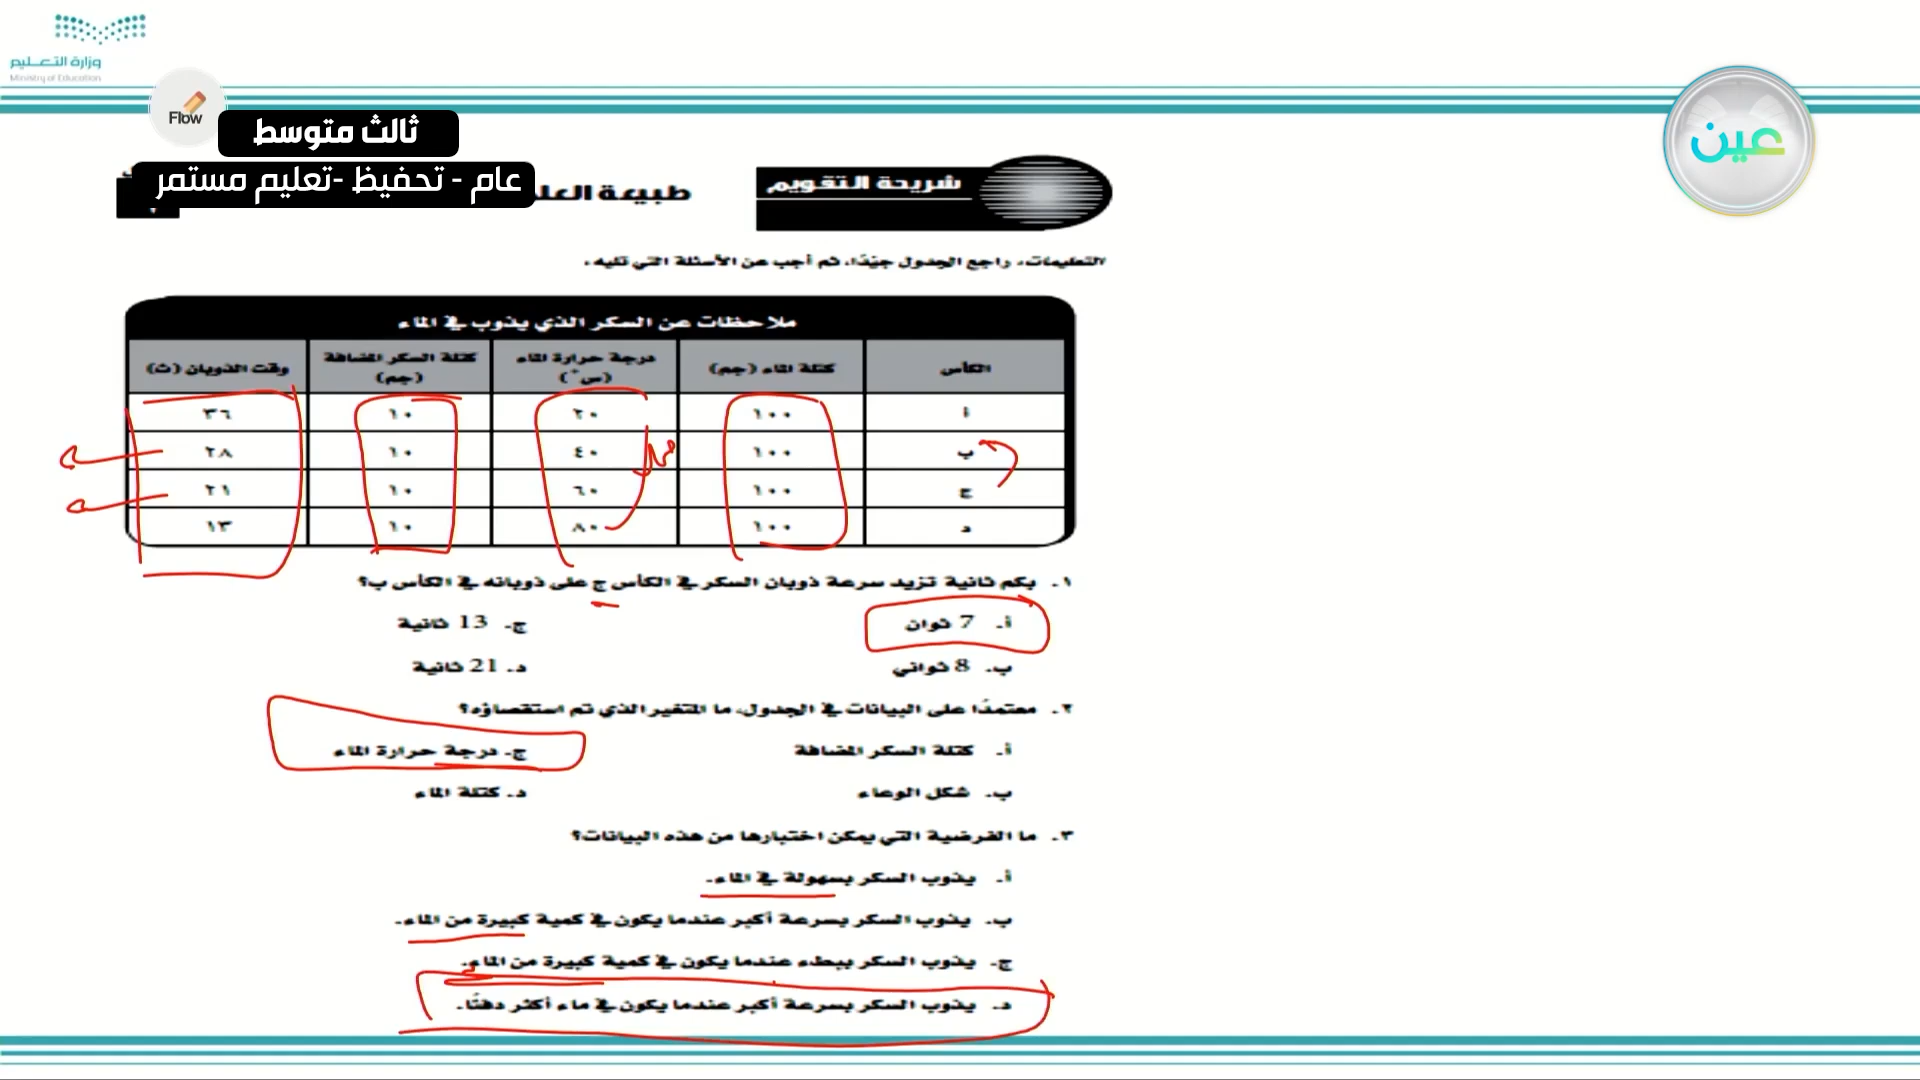 وزارة التعليم
Ministry of Education
Flow
ثالث متوسط
عام - تحفيظ -تعليم مستمر
عين
شريحة التقويم
طبيعة العلـ
التعليمات: راجع الجدول جيّدًا، ثم أجب عن الأسئلة التي تليه.
ملاحظات عن السكر الذي يذوب في الماء
الكأس | كتلة الماء (جم) | درجة حرارة الماء (س°) | كتلة السكر المضافة (جم) | وقت الذوبان (ث)
أ | ١٠٠ | ٢٠ | ١٠ | ٣٦
ب | ١٠٠ | ٤٠ | ١٠ | ٢٨
ج | ١٠٠ | ٦٠ | ١٠ | ٢١
د | ١٠٠ | ٨٠ | ١٠ | ١٣
١. بكم ثانية تزيد سرعة ذوبان السكر في الكأس ج على ذوبانه في الكأس ب؟
أ. 7 ثوان ج. 13 ثانية
ب. 8 ثواني د. 21 ثانية
٢. معتمدًا على البيانات في الجدول، ما المتغير الذي تم استقصاؤه؟
أ. كتلة السكر المضافة ج. درجة حرارة الماء
ب. شكل الوعاء د. كتلة الماء
٣. ما الفرضية التي يمكن اختبارها من هذه البيانات؟
أ. يذوب السكر بسهولة في الماء.
ب. يذوب السكر بسرعة أكبر عندما يكون في كمية كبيرة من الماء.
ج. يذوب السكر ببطء عندما يكون في كمية كبيرة من الماء.
د. يذوب السكر بسرعة أكبر عندما يكون في ماء أكثر دفئًا.